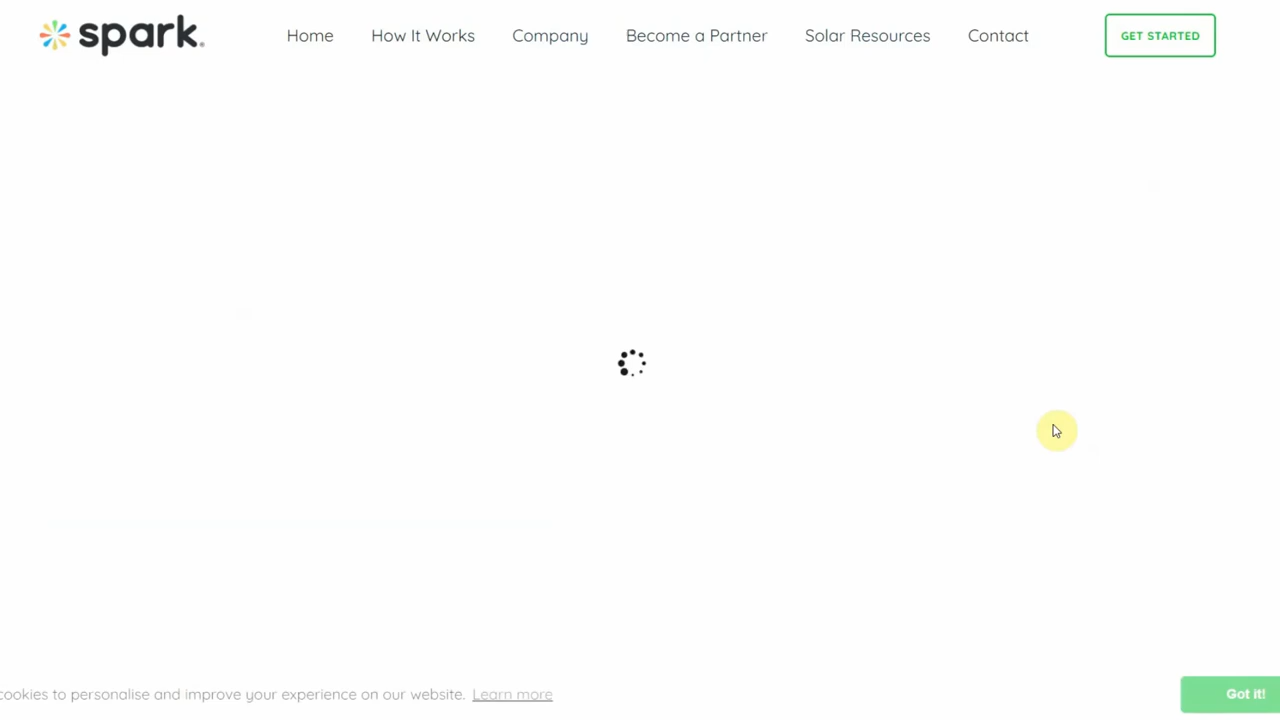 spark.
Home
How It Works
Company
Become a Partner
Solar Resources
Contact
GET STARTED
cookies to personalise and improve your experience on our website. Learn more
Got it!